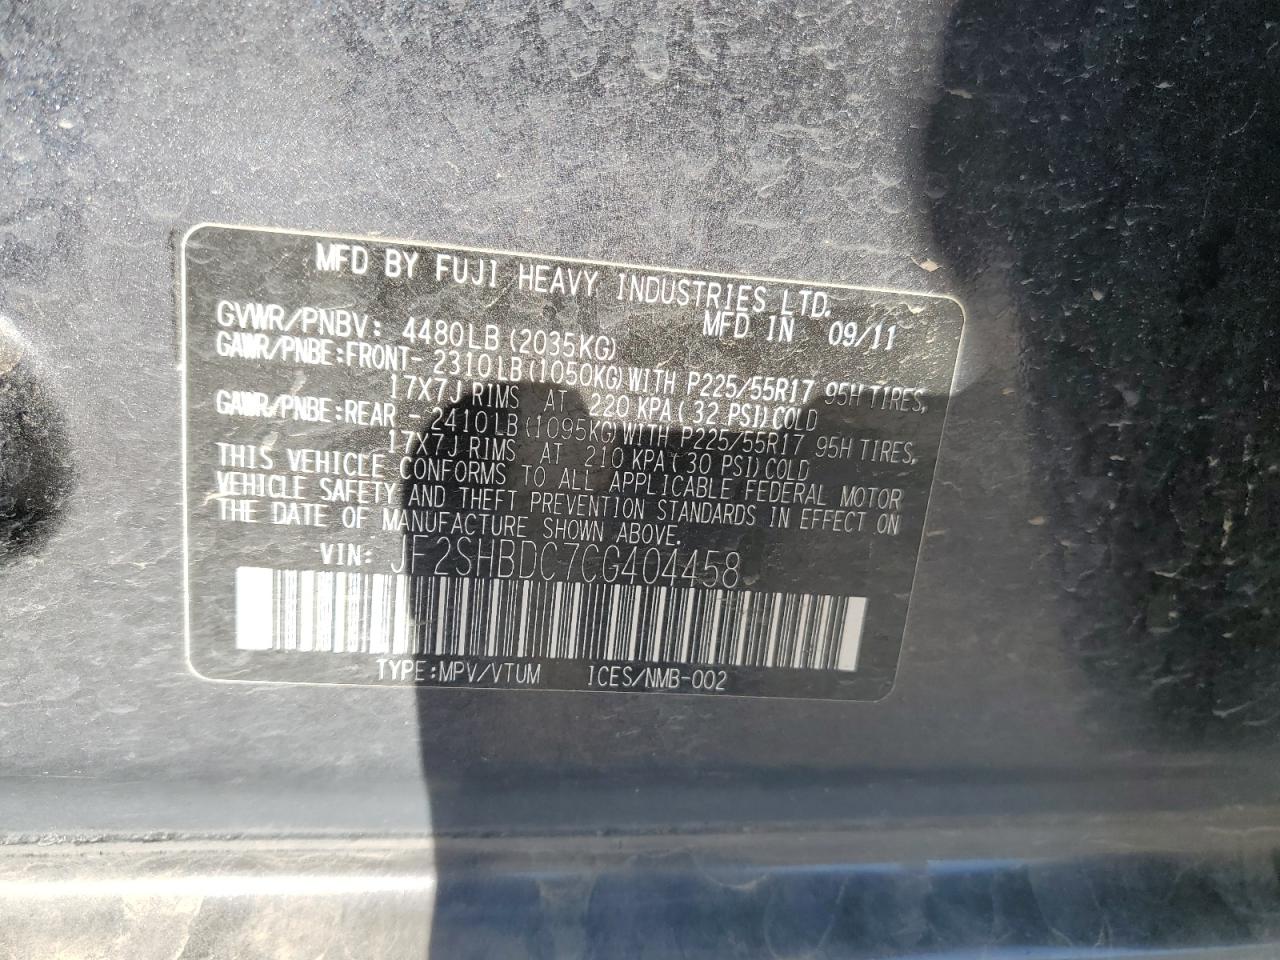 MFD BY FUJI HEAVY INDUSTRIES LTD.
MFD IN 09/11
GVWR/PNBV: 4480LB (2035KG)
GAWR/PNBE:FRONT- 2310LB (1050KG) WITH P225/55R17 95H TIRES,
17X7J RIMS AT 220 KPA (32 PSI) COLD
GAWR/PNBE:REAR - 2410LB (1095KG) WITH P225/55R17 95H TIRES,
17X7J RIMS AT 210 KPA (30 PSI) COLD
THIS VEHICLE CONFORMS TO ALL APPLICABLE FEDERAL MOTOR
VEHICLE SAFETY AND THEFT PREVENTION STANDARDS IN EFFECT ON
THE DATE OF MANUFACTURE SHOWN ABOVE.
VIN: JF2SHBDC7CG404458
TYPE:MPV/VTUM ICES/NMB-002